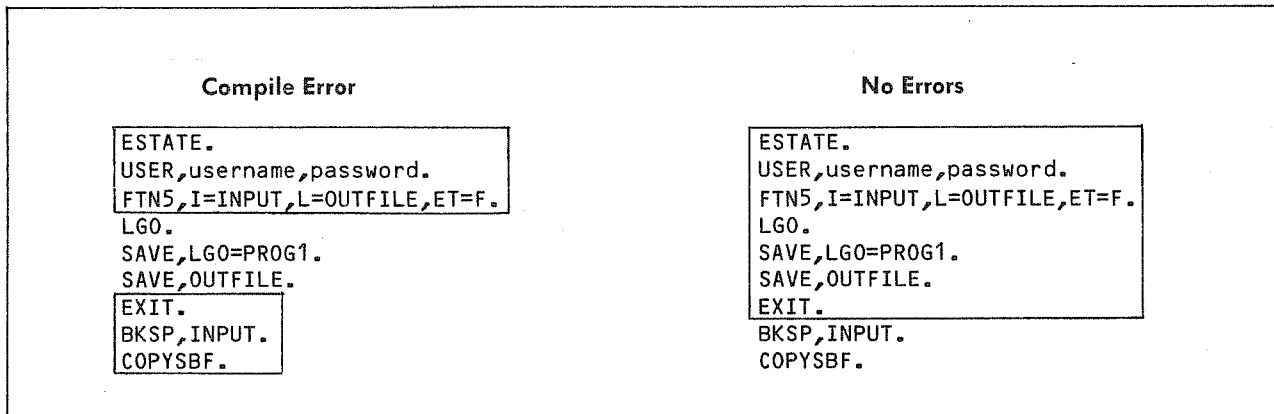 Compile Error
ESTATE.
USER,username,password.
FTN5,I=INPUT,L=OUTFILE,ET=F.
LGO.
SAVE,LGO=PROG1.
SAVE,OUTFILE.
EXIT.
BKSP,INPUT.
COPYSBF.
No Errors
ESTATE.
USER,username,password.
FTN5,I=INPUT,L=OUTFILE,ET=F.
LGO.
SAVE,LGO=PROG1.
SAVE,OUTFILE.
EXIT.
BKSP,INPUT.
COPYSBF.